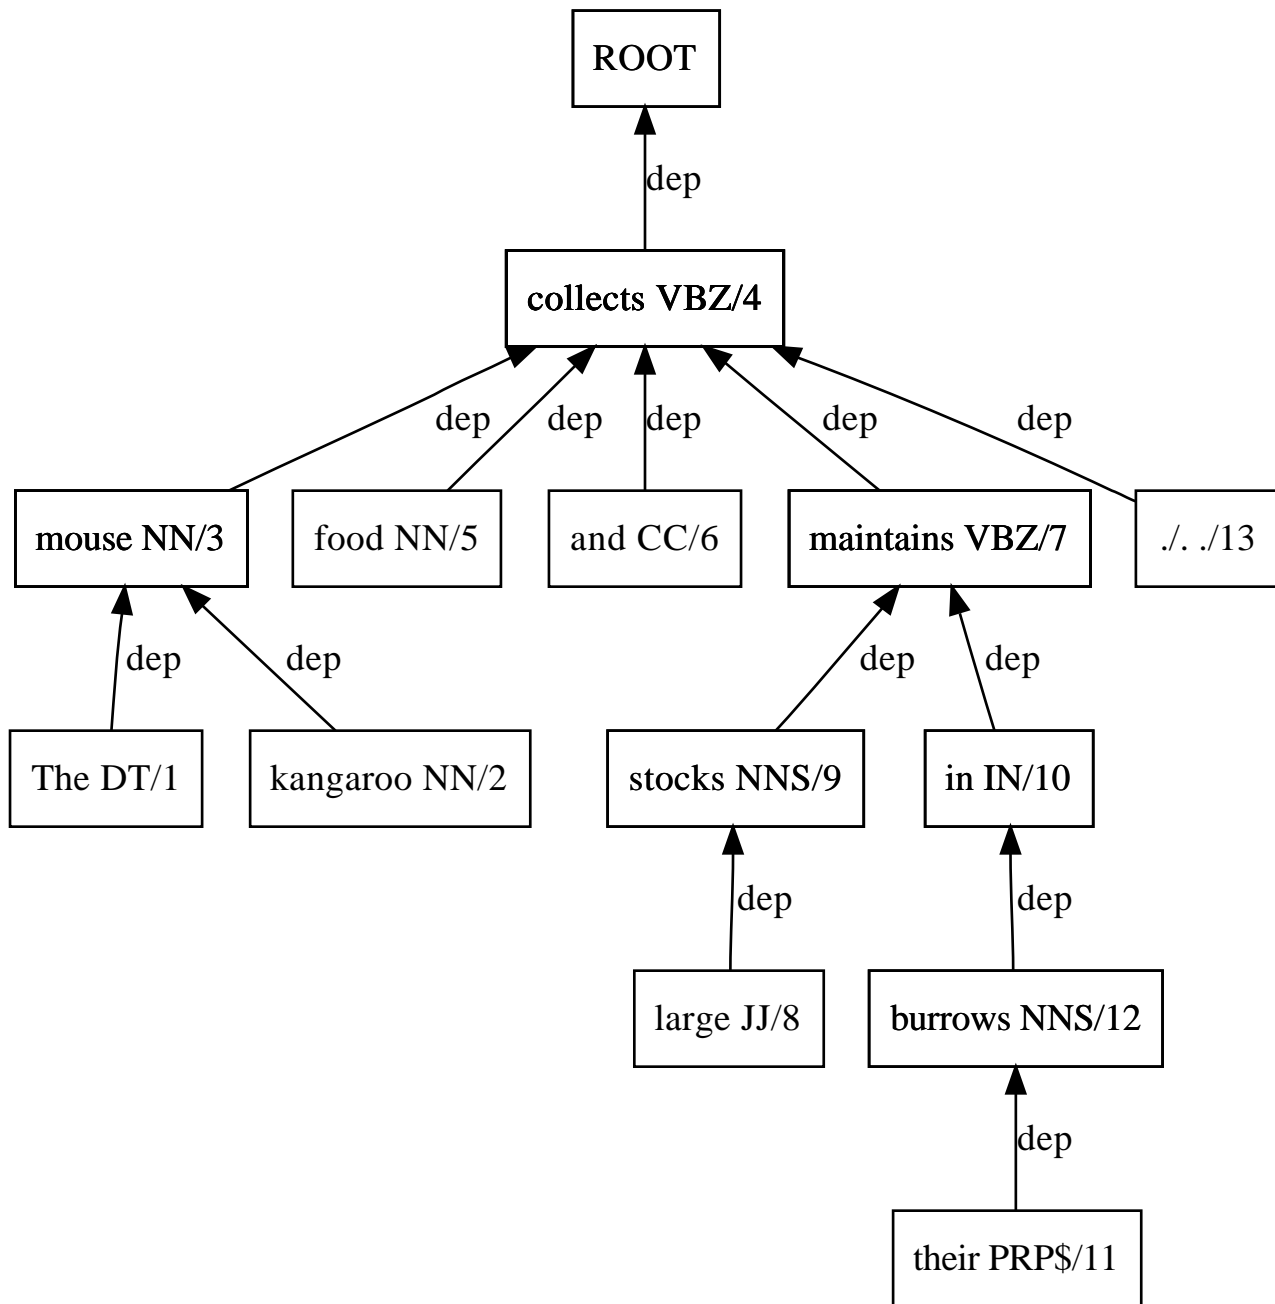 ROOT
dep
collects VBZ/4
dep dep dep dep dep
mouse NN/3 food NN/5 and CC/6 maintains VBZ/7 ./. ./13
dep dep dep dep
The DT/1 kangaroo NN/2 stocks NNS/9 in IN/10
dep dep
large JJ/8 burrows NNS/12
dep
their PRP$/11